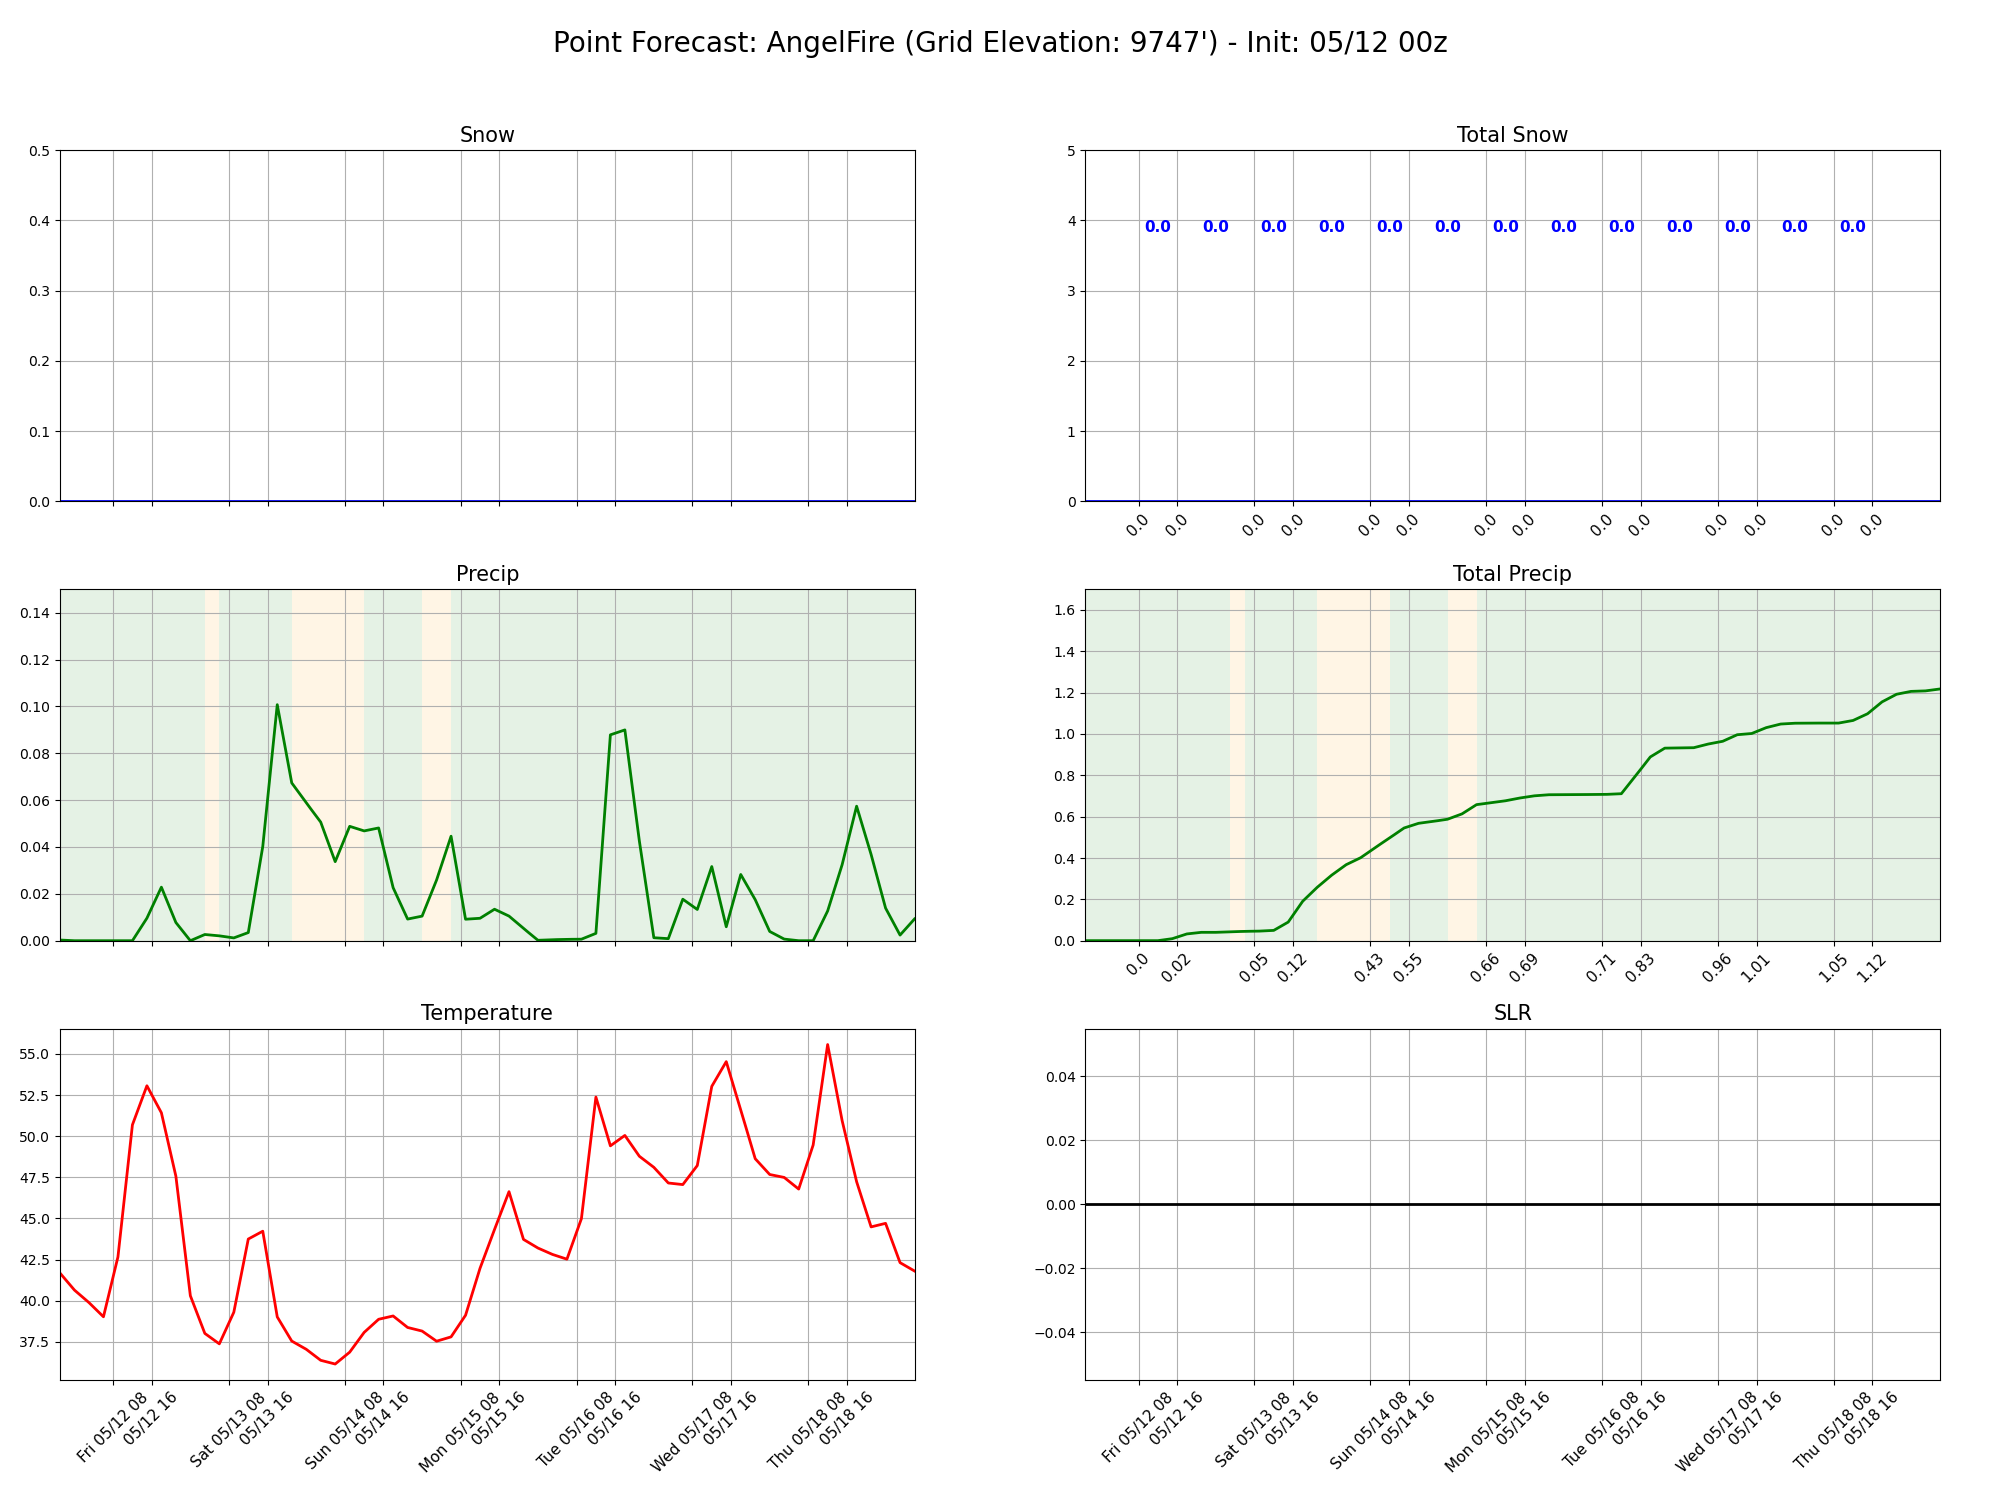 Point Forecast: AngelFire (Grid Elevation: 9747') - Init: 05/12 00z
Snow
0.5
0.4
0.3
0.2
0.1
0.0
Total Snow
5
4
3
2
1
0
0.0 0.0 0.0 0.0 0.0 0.0 0.0 0.0 0.0 0.0 0.0 0.0 0.0
0.0 0.0 0.0 0.0 0.0 0.0 0.0 0.0 0.0 0.0 0.0 0.0 0.0 0.0
Precip
0.14
0.12
0.10
0.08
0.06
0.04
0.02
0.00
Total Precip
1.6
1.4
1.2
1.0
0.8
0.6
0.4
0.2
0.0
0.0 0.02 0.05 0.12 0.43 0.55 0.66 0.69 0.71 0.83 0.96 1.01 1.05 1.12
Temperature
55.0
52.5
50.0
47.5
45.0
42.5
40.0
37.5
Fri 05/12 08
05/12 16
Sat 05/13 08
05/13 16
Sun 05/14 08
05/14 16
Mon 05/15 08
05/15 16
Tue 05/16 08
05/16 16
Wed 05/17 08
05/17 16
Thu 05/18 08
05/18 16
SLR
0.04
0.02
0.00
−0.02
−0.04
Fri 05/12 08
05/12 16
Sat 05/13 08
05/13 16
Sun 05/14 08
05/14 16
Mon 05/15 08
05/15 16
Tue 05/16 08
05/16 16
Wed 05/17 08
05/17 16
Thu 05/18 08
05/18 16